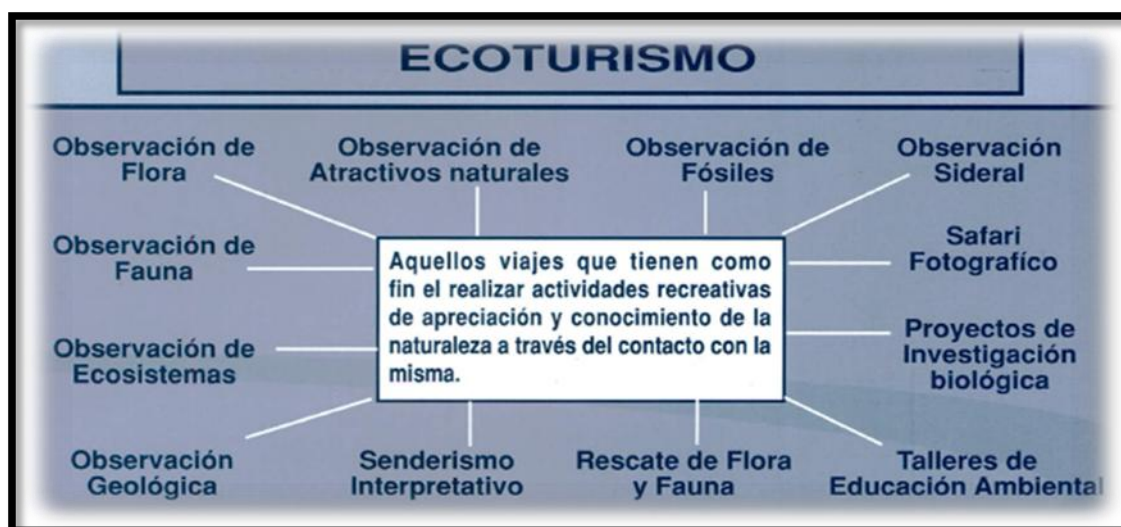 ECOTURISMO
Observación de
Flora
Observación de
Atractivos naturales
Observación de
Fósiles
Observación
Sideral
Observación de
Fauna
Aquellos viajes que tienen como
fin el realizar actividades recreativas
de apreciación y conocimiento de la
naturaleza a través del contacto con la
misma.
Safari
Fotografíco
Observación de
Ecosistemas
Proyectos de
Investigación
biológica
Observación
Geológica
Senderismo
Interpretativo
Rescate de Flora
y Fauna
Talleres de
Educación Ambiental